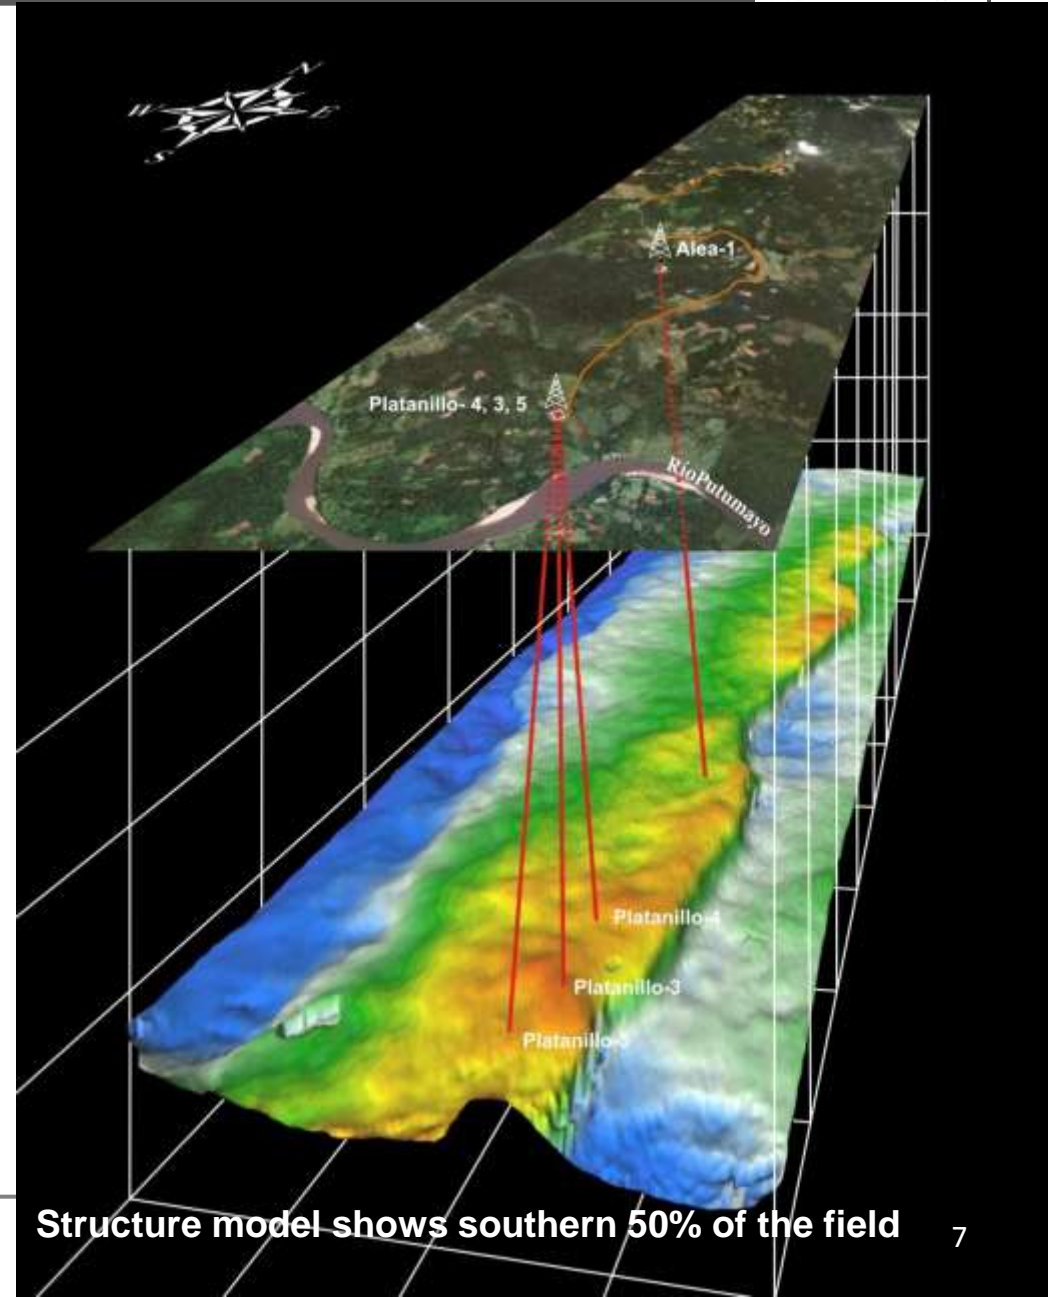 N
W
E
S
Alea-1
Platanillo- 4, 3, 5
RíoPutumayo
Platanillo-4
Platanillo-3
Platanillo-5
Structure model shows southern 50% of the field
7